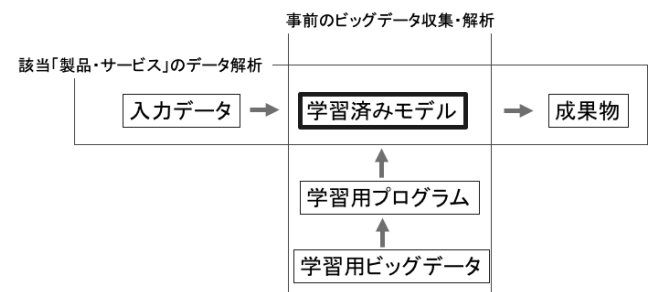 事前のビッグデータ収集・解析
該当「製品・サービス」のデータ解析
入力データ
学習済みモデル
成果物
学習用プログラム
学習用ビッグデータ